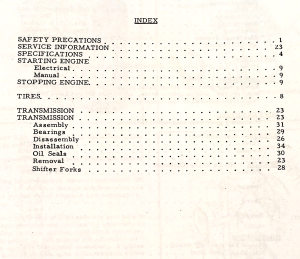 INDEX
SAFETY PRECATIONS . . . . . . . . . . . . . . . . . . 1
SERVICE INFORMATION . . . . . . . . . . . . . . . . . . 23
SPECIFICATIONS . . . . . . . . . . . . . . . . . . 4
STARTING ENGINE
Electrical . . . . . . . . . . . . . . . . . . 9
Manual . . . . . . . . . . . . . . . . . . 9
STOPPING ENGINE. . . . . . . . . . . . . . . . . . 9
TIRES. . . . . . . . . . . . . . . . . . 8
TRANSMISSION . . . . . . . . . . . . . . . . . . 23
TRANSMISSION . . . . . . . . . . . . . . . . . . 23
Assembly . . . . . . . . . . . . . . . . . . 31
Bearings . . . . . . . . . . . . . . . . . . 29
Disassembly . . . . . . . . . . . . . . . . . . 26
Installation . . . . . . . . . . . . . . . . . . 34
Oil Seals . . . . . . . . . . . . . . . . . . 30
Removal . . . . . . . . . . . . . . . . . . 23
Shifter Forks . . . . . . . . . . . . . . . . . . 28